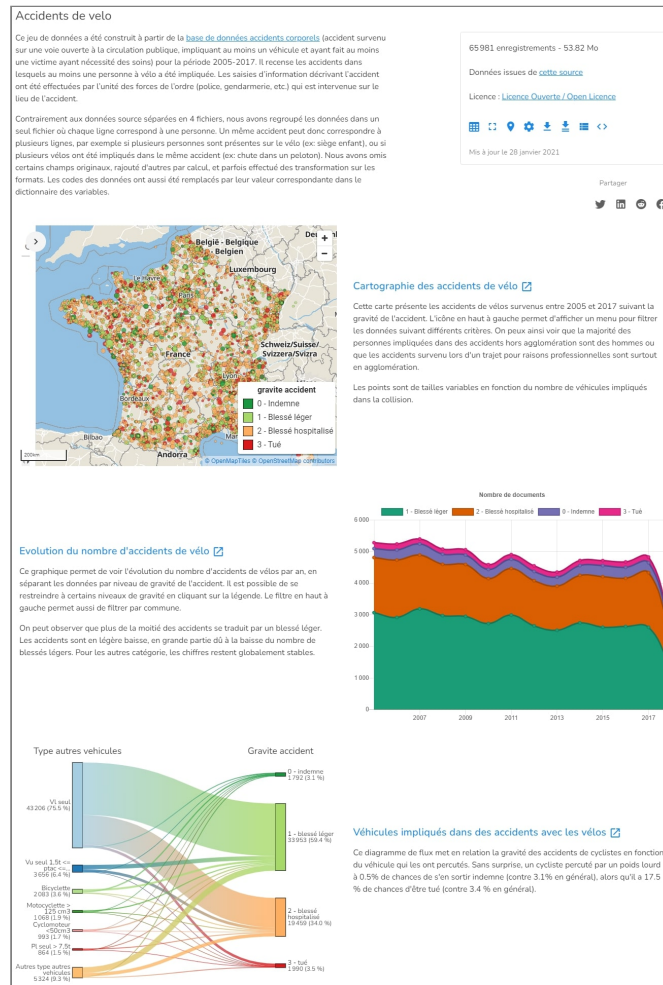 Accidents de velo
Ce jeu de données a été construit à partir de la base de données accidents corporels (accident survenu
sur une voie ouverte à la circulation publique, impliquant au moins un véhicule et ayant fait au moins
une victime ayant nécessité des soins) pour la période 2005-2017. Il recense les accidents dans
lesquels au moins une personne à vélo a été impliquée. Les saisies d'information décrivant l'accident
ont été effectuées par l'unité des forces de l'ordre (police, gendarmerie, etc.) qui est intervenue sur le
lieu de l'accident.
Contrairement aux données source séparées en 4 fichiers, nous avons regroupé les données dans un
seul fichier où chaque ligne correspond à une personne. Un même accident peut donc correspondre à
plusieurs lignes, par exemple si plusieurs personnes sont présentes sur le vélo (ex: siège enfant), ou si
plusieurs vélos ont été impliqués dans le même accident (ex: chute dans un peloton). Nous avons omis
certains champs originaux, rajouté d'autres par calcul, et parfois effectué des transformation sur les
formats. Les codes des données ont aussi été remplacés par leur valeur correspondante dans le
dictionnaire des variables.
65 981 enregistrements - 53.82 Mo
Données issues de cette source
Licence : Licence Ouverte / Open Licence
Mis à jour le 28 janvier 2021
Partager
België - Belgique
- Belgien
Luxembourg
Le Havre
Paris
France
Schweiz/Suisse/
Svizzera/Svizra
Lyon
Bordeaux
Bilbao
Andorra
Mar
200km
+
−
gravite accident
0 - Indemne
1 - Blessé léger
2 - Blessé hospitalisé
3 - Tué
© OpenMapTiles © OpenStreetMap contributors
Cartographie des accidents de vélo
Cette carte présente les accidents de vélos survenus entre 2005 et 2017 suivant la
gravité de l'accident. L'icône en haut à gauche permet d'afficher un menu pour filtrer
les données suivant différents critères. On peux ainsi voir que la majorité des
personnes impliquées dans des accidents hors agglomération sont des hommes ou
que les accidents survenu lors d'un trajet pour raisons professionnelles sont surtout
en agglomération.
Les points sont de tailles variables en fonction du nombre de véhicules impliqués
dans la collision.
Evolution du nombre d'accidents de vélo
Ce graphique permet de voir l'évolution du nombre d'accidents de vélos par an, en
séparant les données par niveau de gravité de l'accident. Il est possible de se
restreindre à certains niveaux de gravité en cliquant sur la légende. Le filtre en haut à
gauche permet aussi de filtrer par commune.
On peut observer que plus de la moitié des accidents se traduit par un blessé léger.
Les accidents sont en légère baisse, en grande partie dû à la baisse du nombre de
blessés légers. Pour les autres catégorie, les chiffres restent globalement stables.
Nombre de documents
1 - Blessé léger 2 - Blessé hospitalisé 0 - Indemne 3 - Tué
6 000
5 000
4 000
3 000
2 000
1 000
0
2007 2009 2011 2013 2015 2017
Type autres vehicules
Gravite accident
Vl seul
43 206 (75.5 %)
Vu seul 1,5t <=
ptac <=...
3 656 (6.4 %)
Bicyclette
2 083 (3.6 %)
Motocyclette >
125 cm3
1 068 (1.9 %)
Cyclomoteur
<50cm3
993 (1.7 %)
Pl seul > 7,5t
864 (1.5 %)
Autres type autres
vehicules
5 324 (9.3 %)
0 - indemne
1 792 (3.1 %)
1 - blessé léger
33 953 (59.4 %)
2 - blessé
hospitalisé
19 459 (34.0 %)
3 - tué
1 990 (3.5 %)
Véhicules impliqués dans des accidents avec les vélos
Ce diagramme de flux met en relation la gravité des accidents de cyclistes en fonction
du véhicule qui les ont percutés. Sans surprise, un cycliste percuté par un poids lourd
à 0.5% de chances de s'en sortir indemne (contre 3.1% en général), alors qu'il a 17.5
% de chances d'être tué (contre 3.4 % en général).